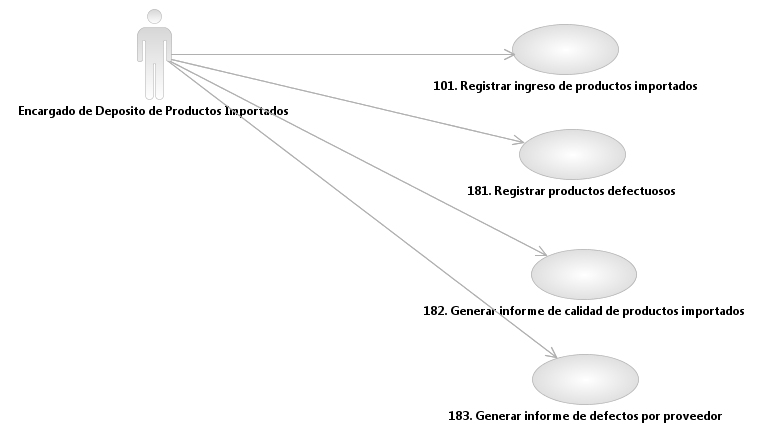 101. Registrar ingreso de productos importados
Encargado de Deposito de Productos Importados
181. Registrar productos defectuosos
182. Generar informe de calidad de productos importados
183. Generar informe de defectos por proveedor